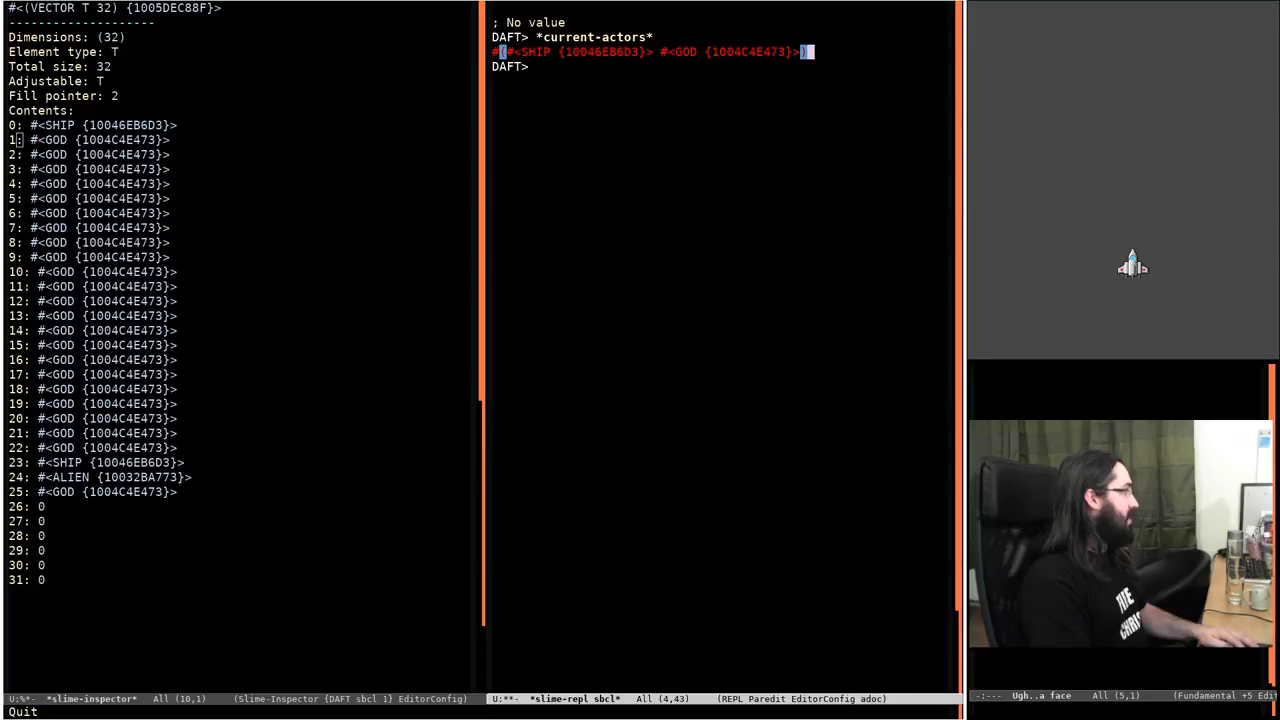 #<(VECTOR T 32) {1005DEC88F}>
--------------------
Dimensions: (32)
Element type: T
Total size: 32
Adjustable: T
Fill pointer: 2
Contents:
0: #<SHIP {10046EB6D3}>
1: #<GOD {1004C4E473}>
2: #<GOD {1004C4E473}>
3: #<GOD {1004C4E473}>
4: #<GOD {1004C4E473}>
5: #<GOD {1004C4E473}>
6: #<GOD {1004C4E473}>
7: #<GOD {1004C4E473}>
8: #<GOD {1004C4E473}>
9: #<GOD {1004C4E473}>
10: #<GOD {1004C4E473}>
11: #<GOD {1004C4E473}>
12: #<GOD {1004C4E473}>
13: #<GOD {1004C4E473}>
14: #<GOD {1004C4E473}>
15: #<GOD {1004C4E473}>
16: #<GOD {1004C4E473}>
17: #<GOD {1004C4E473}>
18: #<GOD {1004C4E473}>
19: #<GOD {1004C4E473}>
20: #<GOD {1004C4E473}>
21: #<GOD {1004C4E473}>
22: #<GOD {1004C4E473}>
23: #<SHIP {10046EB6D3}>
24: #<ALIEN {10032BA773}>
25: #<GOD {1004C4E473}>
26: 0
27: 0
28: 0
29: 0
30: 0
31: 0
U:%*-  *slime-inspector*   All (10,1)    (Slime-Inspector {DAFT sbcl 1} EditorConfig)
Quit
; No value
DAFT> *current-actors*
#(#<SHIP {10046EB6D3}> #<GOD {1004C4E473}>)
DAFT>
U:**-  *slime-repl sbcl*   All (4,43)    (REPL Paredit EditorConfig adoc)
THE
CHRI
-:---  Ugh..a face   All (5,1)    (Fundamental +5 Edit